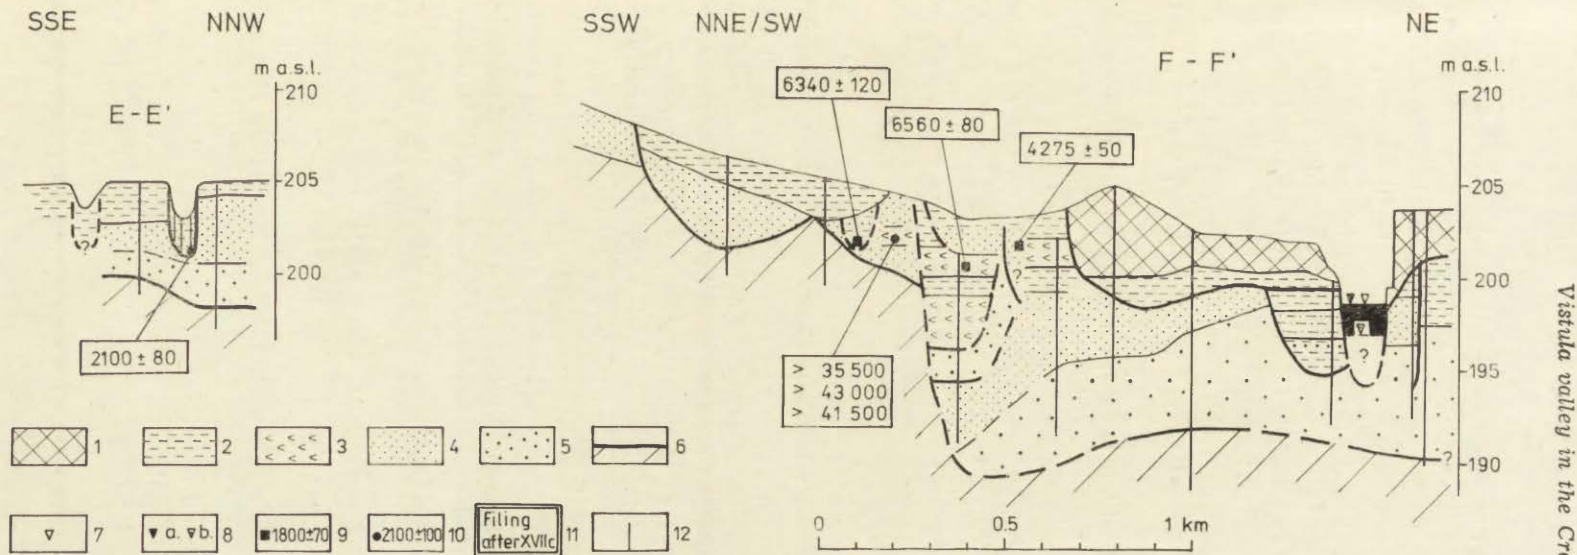 SSE NNW SSW NNE/SW NE
E-E' F - F'
m a.s.l. m a.s.l.
210 210
205 205
200 200
195
190
6340 ± 120
6560 ± 80
4275 ± 50
2100 ± 80
> 35 500
> 43 000
> 41 500
?
?
?
?
1 2 3 4 5 6
7 a. b. 8 1800±70 9 2100±100 10 Filing after XVIIc 11 12
0 0.5 1 km
Vistula valley in the Cra